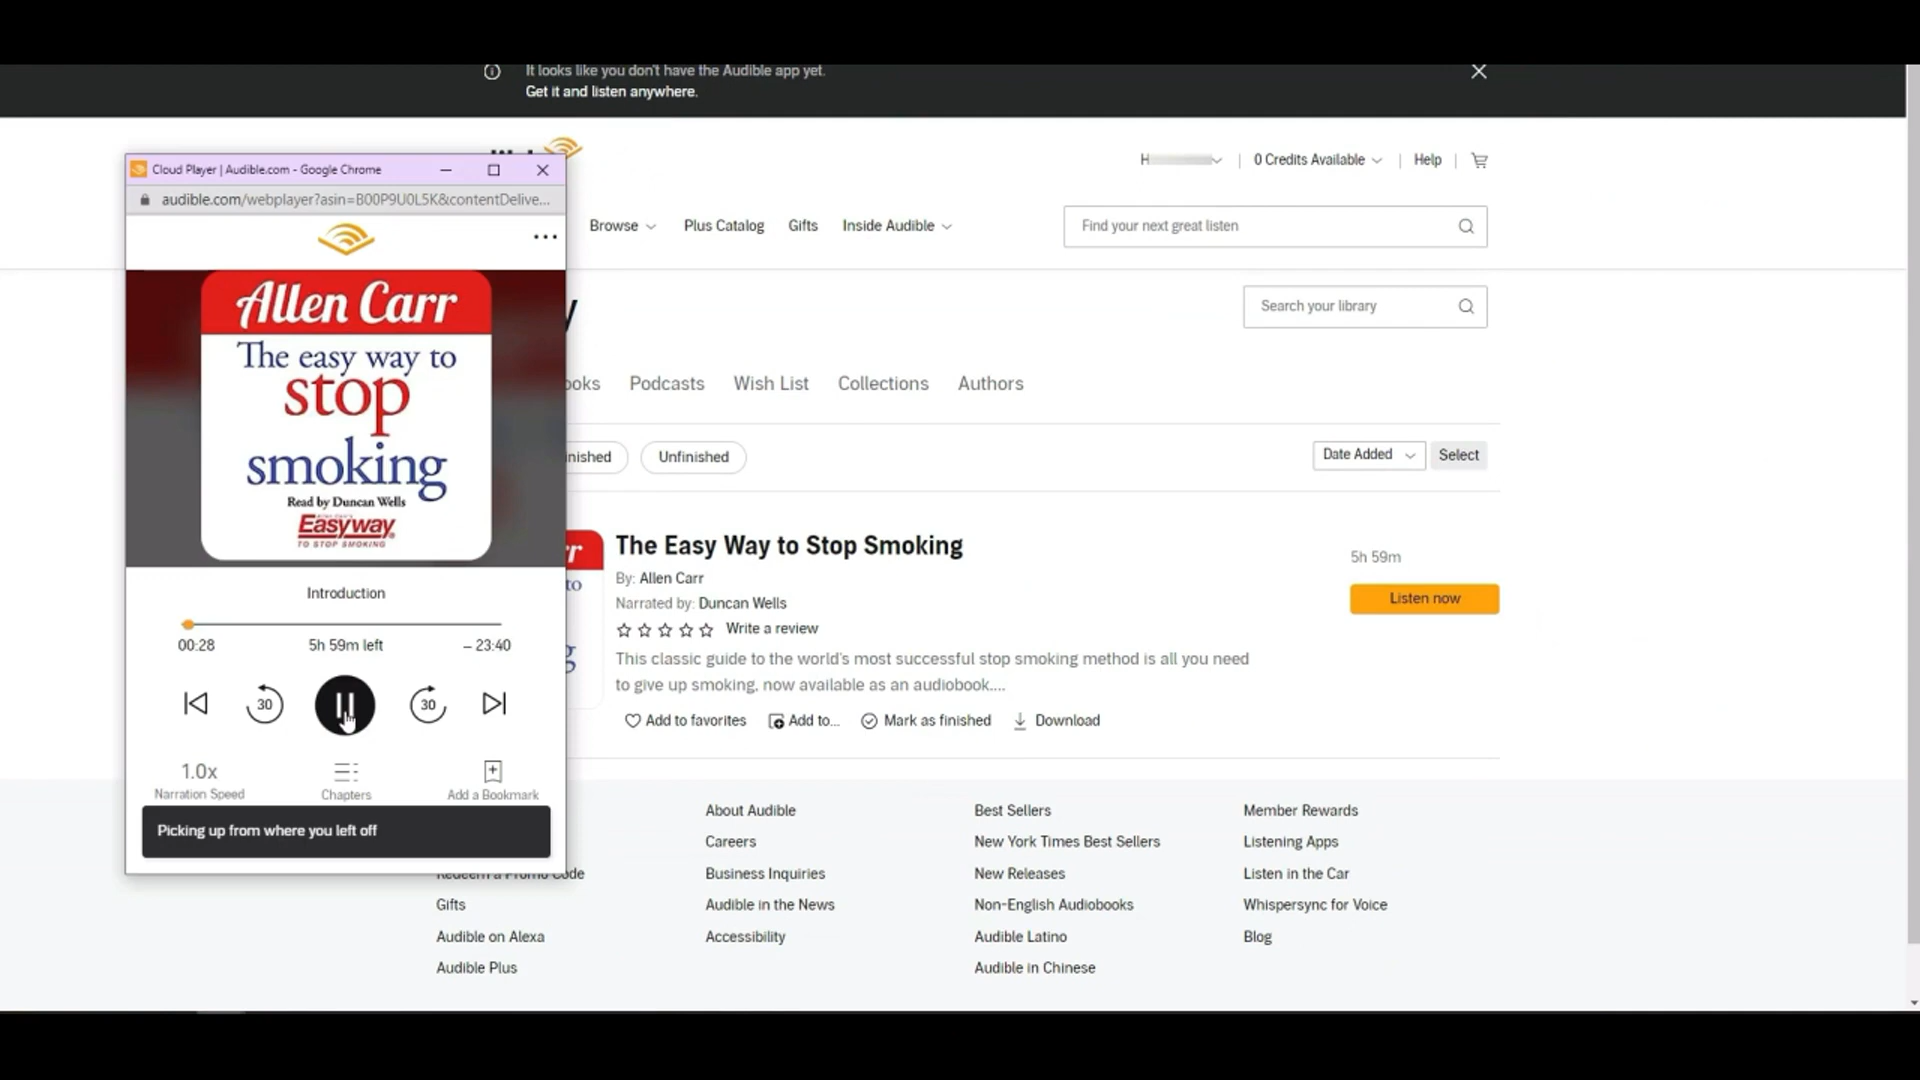 It looks like you don't have the Audible app yet.
Get it and listen anywhere.
H
0 Credits Available
Help
Browse
Plus Catalog
Gifts
Inside Audible
Find your next great listen
Search your library
Podcasts
Wish List
Collections
Authors
Unfinished
Date Added
Select
Cloud Player | Audible.com - Google Chrome
audible.com/webplayer?asin=B00P9U0L5K&contentDelive...
Allen Carr
The easy way to
stop
smoking
Read by Duncan Wells
Allen Carr's
Easyway
TO STOP SMOKING
Introduction
00:28
5h 59m left
– 23:40
30
30
1.0x
Narration Speed
Chapters
Add a Bookmark
Picking up from where you left off
The Easy Way to Stop Smoking
By: Allen Carr
Narrated by: Duncan Wells
Write a review
This classic guide to the world's most successful stop smoking method is all you need
to give up smoking, now available as an audiobook....
Add to favorites
Add to...
Mark as finished
Download
5h 59m
Listen now
Redeem a Promo Code
Gifts
Audible on Alexa
Audible Plus
About Audible
Careers
Business Inquiries
Audible in the News
Accessibility
Best Sellers
New York Times Best Sellers
New Releases
Non-English Audiobooks
Audible Latino
Audible in Chinese
Member Rewards
Listening Apps
Listen in the Car
Whispersync for Voice
Blog